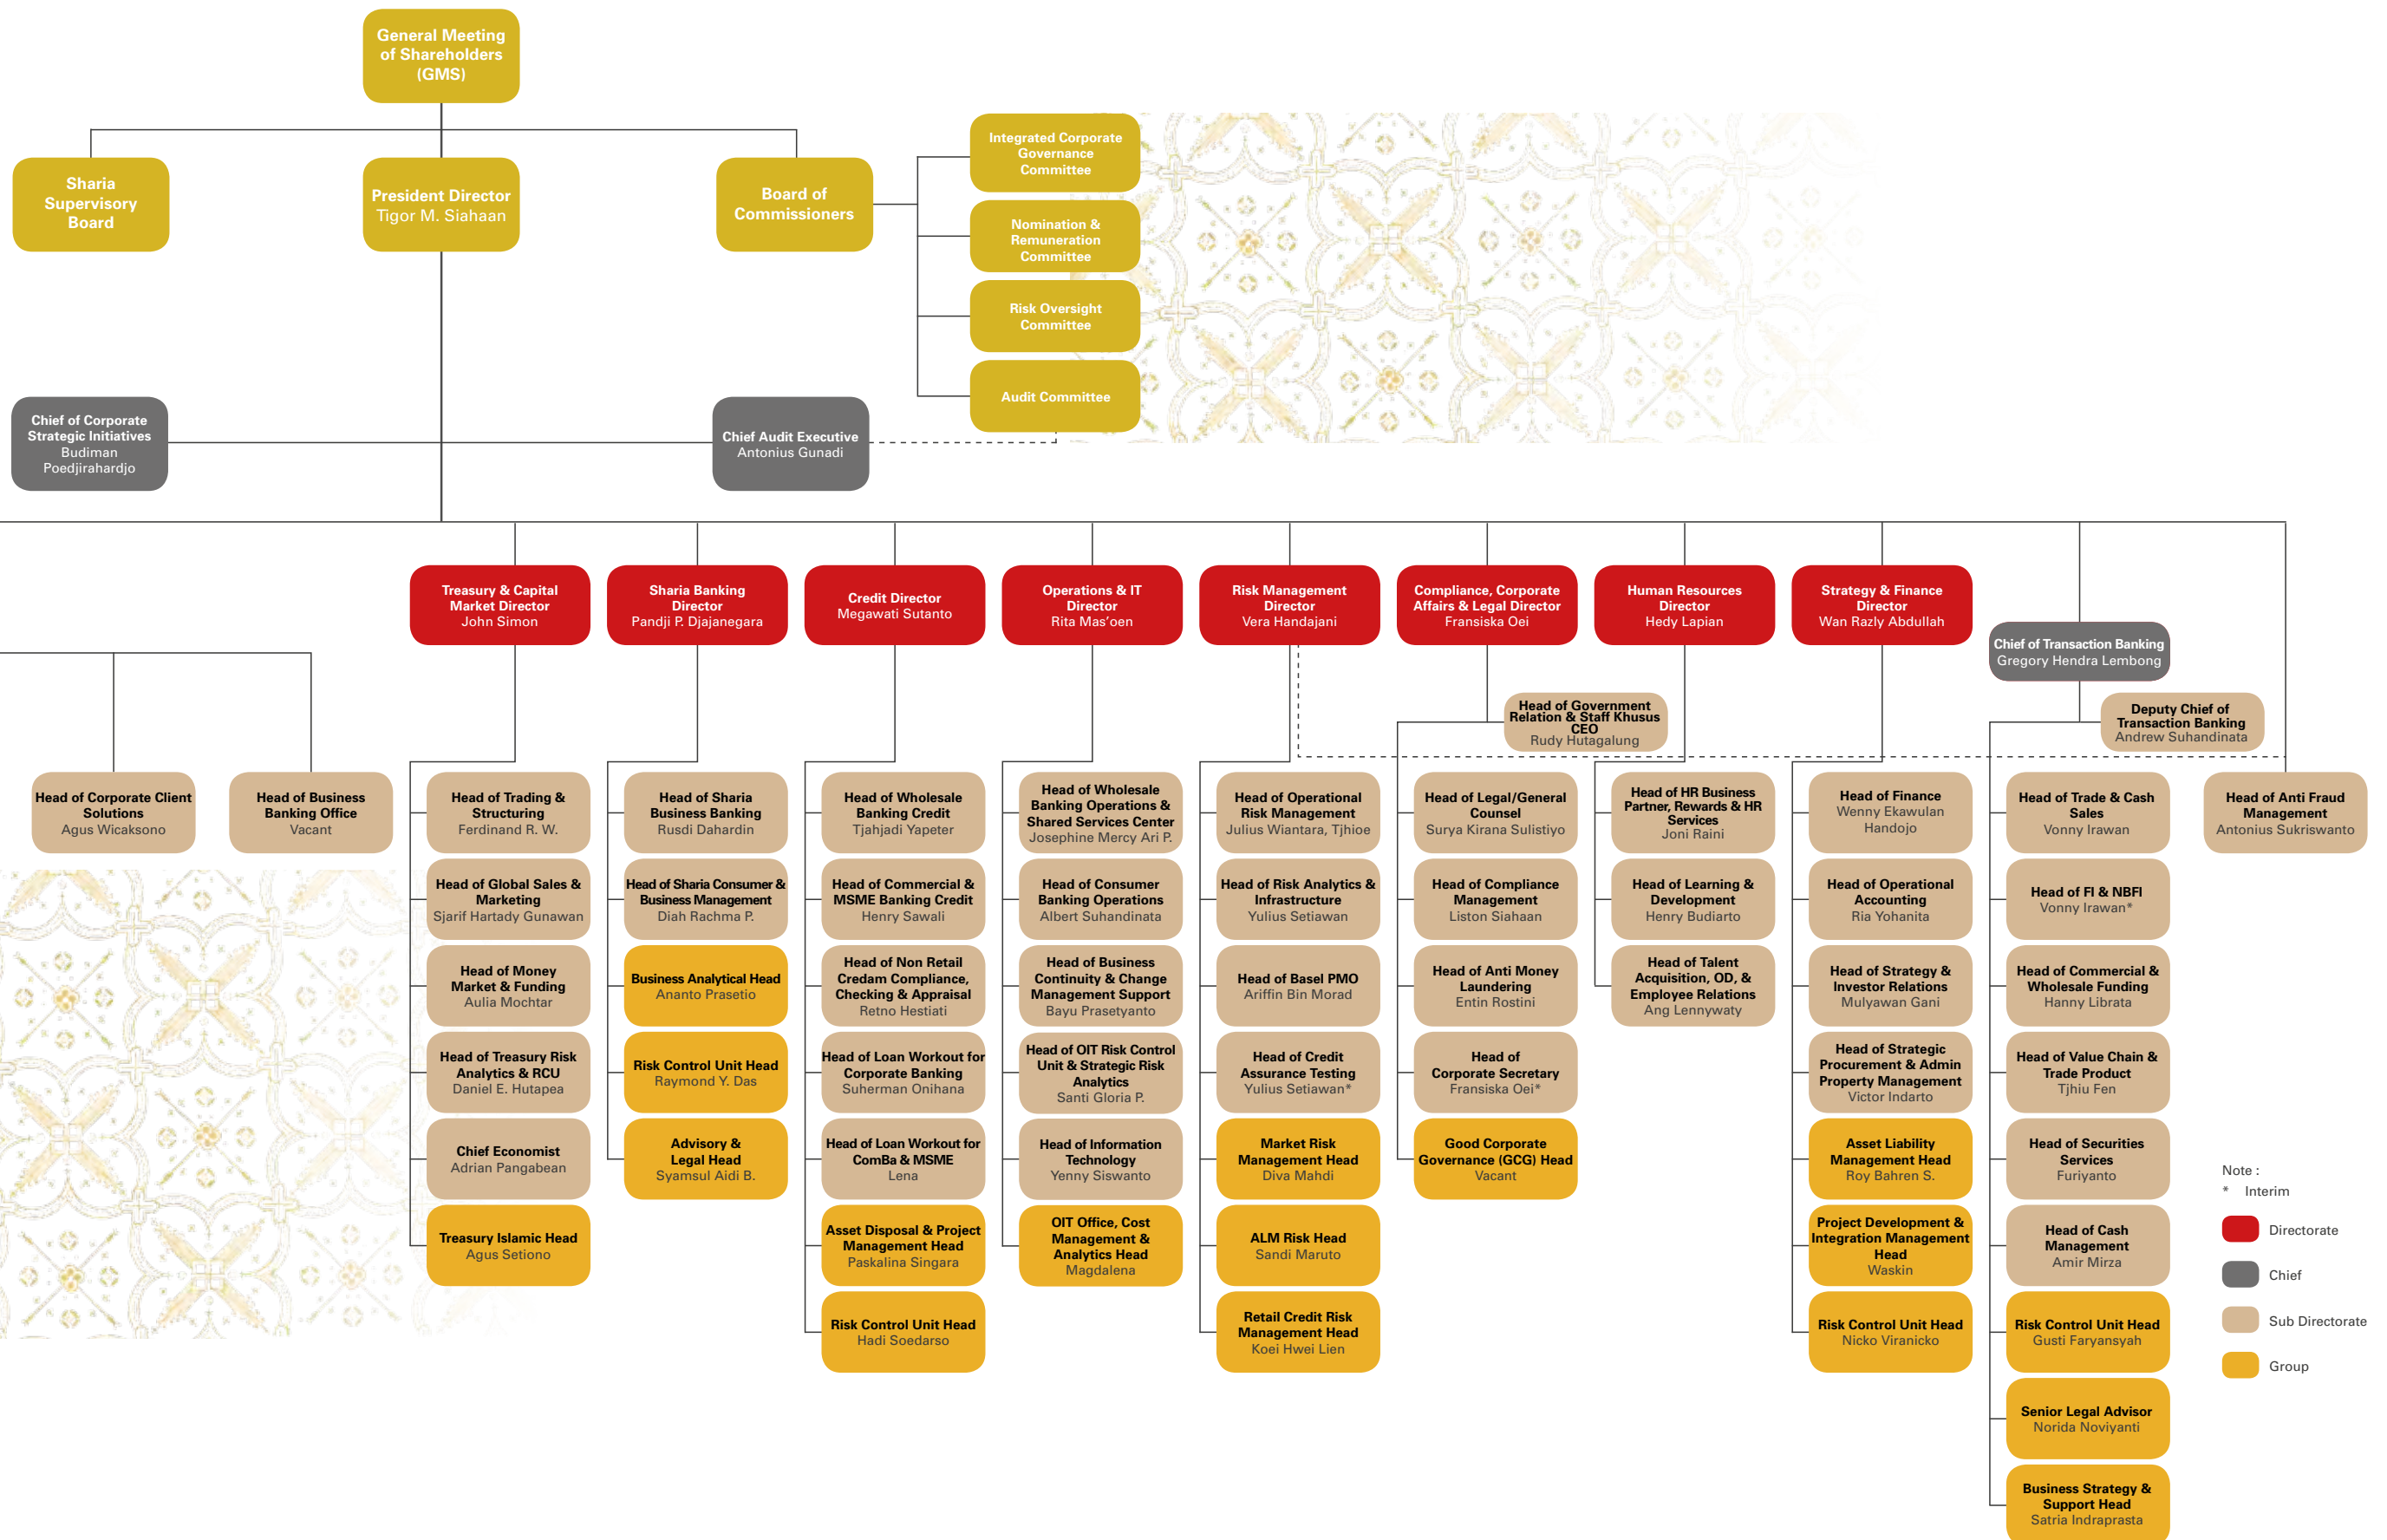 General Meeting
of Shareholders
(GMS)
Sharia
Supervisory
Board
President Director
Tigor M. Siahaan
Board of
Commissioners
Integrated Corporate
Governance
Committee
Nomination &
Remuneration
Committee
Risk Oversight
Committee
Audit Committee
Chief of Corporate
Strategic Initiatives
Budiman
Poedjirahardjo
Chief Audit Executive
Antonius Gunadi
Treasury & Capital
Market Director
John Simon
Sharia Banking
Director
Pandji P. Djajanegara
Credit Director
Megawati Sutanto
Operations & IT
Director
Rita Mas’oen
Risk Management
Director
Vera Handajani
Compliance, Corporate
Affairs & Legal Director
Fransiska Oei
Human Resources
Director
Hedy Lapian
Strategy & Finance
Director
Wan Razly Abdullah
Chief of Transaction Banking
Gregory Hendra Lembong
Head of Government
Relation & Staff Khusus
CEO
Rudy Hutagalung
Deputy Chief of
Transaction Banking
Andrew Suhandinata
Head of Corporate Client
Solutions
Agus Wicaksono
Head of Business
Banking Office
Vacant
Head of Trading &
Structuring
Ferdinand R. W.
Head of Global Sales &
Marketing
Sjarif Hartady Gunawan
Head of Money
Market & Funding
Aulia Mochtar
Head of Treasury Risk
Analytics & RCU
Daniel E. Hutapea
Chief Economist
Adrian Pangabean
Treasury Islamic Head
Agus Setiono
Head of Sharia
Business Banking
Rusdi Dahardin
Head of Sharia Consumer &
Business Management
Diah Rachma P.
Business Analytical Head
Ananto Prasetio
Risk Control Unit Head
Raymond Y. Das
Advisory &
Legal Head
Syamsul Aidi B.
Head of Wholesale
Banking Credit
Tjahjadi Yapeter
Head of Commercial &
MSME Banking Credit
Henry Sawali
Head of Non Retail
Credam Compliance,
Checking & Appraisal
Retno Hestiati
Head of Loan Workout for
Corporate Banking
Suherman Onihana
Head of Loan Workout for
ComBa & MSME
Lena
Asset Disposal & Project
Management Head
Paskalina Singara
Risk Control Unit Head
Hadi Soedarso
Head of Wholesale
Banking Operations &
Shared Services Center
Josephine Mercy Ari P.
Head of Consumer
Banking Operations
Albert Suhandinata
Head of Business
Continuity & Change
Management Support
Bayu Prasetyanto
Head of OIT Risk Control
Unit & Strategic Risk
Analytics
Santi Gloria P.
Head of Information
Technology
Yenny Siswanto
OIT Office, Cost
Management &
Analytics Head
Magdalena
Head of Operational
Risk Management
Julius Wiantara, Tjhioe
Head of Risk Analytics &
Infrastructure
Yulius Setiawan
Head of Basel PMO
Ariffin Bin Morad
Head of Credit
Assurance Testing
Yulius Setiawan*
Market Risk
Management Head
Diva Mahdi
ALM Risk Head
Sandi Maruto
Retail Credit Risk
Management Head
Koei Hwei Lien
Head of Legal/General
Counsel
Surya Kirana Sulistiyo
Head of Compliance
Management
Liston Siahaan
Head of Anti Money
Laundering
Entin Rostini
Head of
Corporate Secretary
Fransiska Oei*
Good Corporate
Governance (GCG) Head
Vacant
Head of HR Business
Partner, Rewards & HR
Services
Joni Raini
Head of Learning &
Development
Henry Budiarto
Head of Talent
Acquisition, OD, &
Employee Relations
Ang Lennywaty
Head of Finance
Wenny Ekawulan
Handojo
Head of Operational
Accounting
Ria Yohanita
Head of Strategy &
Investor Relations
Mulyawan Gani
Head of Strategic
Procurement & Admin
Property Management
Victor Indarto
Asset Liability
Management Head
Roy Bahren S.
Project Development &
Integration Management
Head
Waskin
Risk Control Unit Head
Nicko Viranicko
Head of Trade & Cash
Sales
Vonny Irawan
Head of FI & NBFI
Vonny Irawan*
Head of Commercial &
Wholesale Funding
Hanny Librata
Head of Value Chain &
Trade Product
Tjhiu Fen
Head of Securities
Services
Furiyanto
Head of Cash
Management
Amir Mirza
Risk Control Unit Head
Gusti Faryansyah
Senior Legal Advisor
Norida Noviyanti
Business Strategy &
Support Head
Satria Indraprasta
Head of Anti Fraud
Management
Antonius Sukriswanto
Note :
* Interim
Directorate
Chief
Sub Directorate
Group